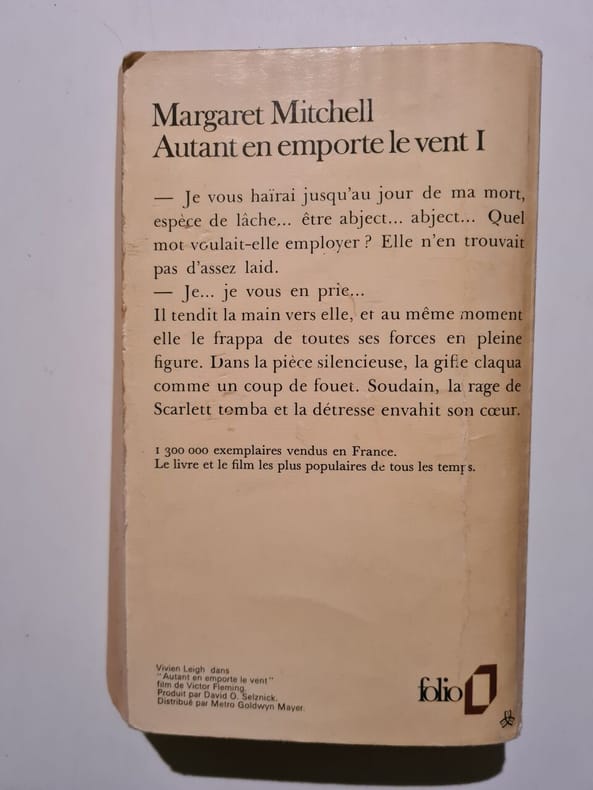 Margaret Mitchell
Autant en emporte le vent I
— Je vous haïrai jusqu'au jour de ma mort,
espèce de lâche... être abject... abject... Quel
mot voulait-elle employer ? Elle n'en trouvait
pas d'assez laid.
— Je... je vous en prie...
Il tendit la main vers elle, et au même moment
elle le frappa de toutes ses forces en pleine
figure. Dans la pièce silencieuse, la gifle claqua
comme un coup de fouet. Soudain, la rage de
Scarlett tomba et la détresse envahit son cœur.
1 300 000 exemplaires vendus en France.
Le livre et le film les plus populaires de tous les temps.
Vivien Leigh dans
"Autant en emporte le vent"
film de Victor Fleming.
Produit par David O. Selznick.
Distribué par Metro Goldwyn Mayer.
folio